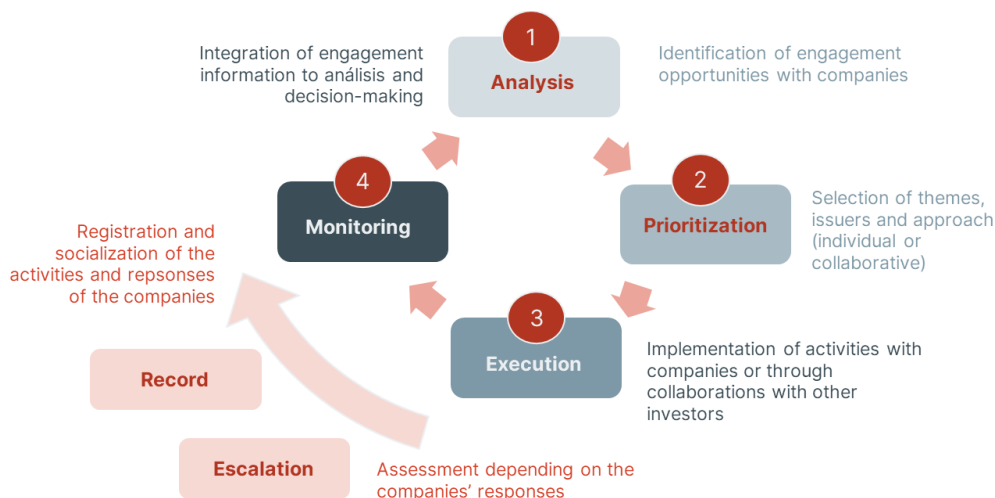 1
Analysis
Integration of engagement
information to análisis and
decision-making
Identification of engagement
opportunities with companies
2
Prioritization
Selection of themes,
issuers and approach
(individual or
collaborative)
3
Execution
Implementation of activities with
companies or through
collaborations with other
investors
4
Monitoring
Registration and
socialization of the
activities and repsonses
of the companies
Record
Escalation
Assessment depending on the
companies’ responses